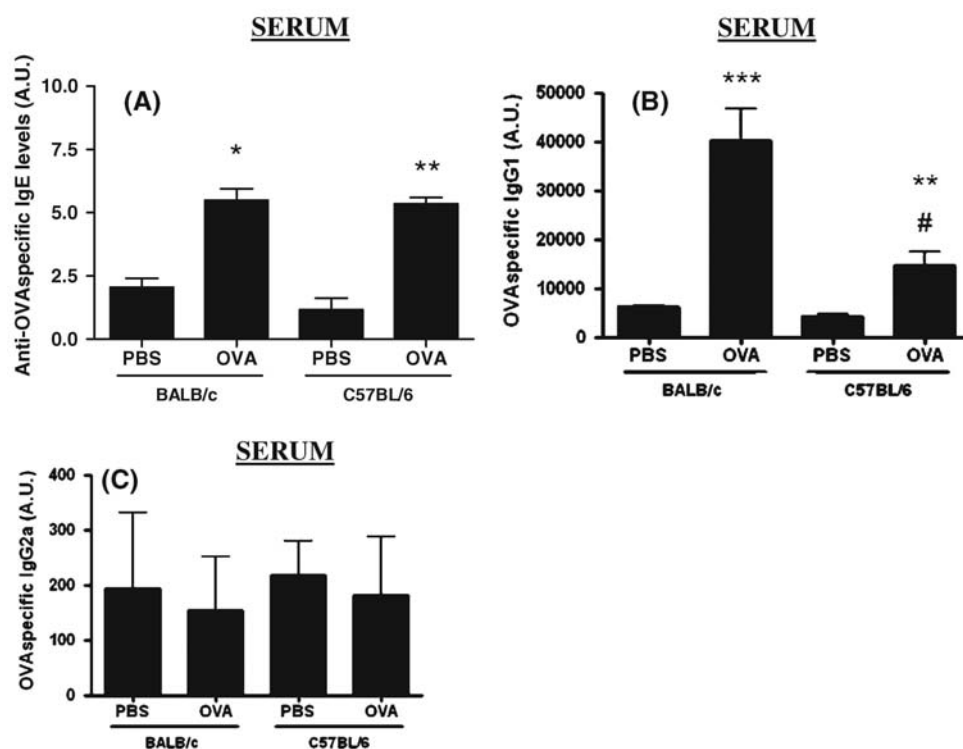 SERUM
(A)
Anti-OVAspecific IgE levels (A.U.)
10.0
7.5
5.0
2.5
0.0
*
**
PBS OVA PBS OVA
BALB/c C57BL/6
SERUM
(B)
OVAspecific IgG1 (A.U.)
50000
40000
30000
20000
10000
0
***
**
#
PBS OVA PBS OVA
BALB/c C57BL/6
SERUM
(C)
OVAspecific IgG2a (A.U.)
400
300
200
100
0
PBS OVA PBS OVA
BALB/c C57BL/6